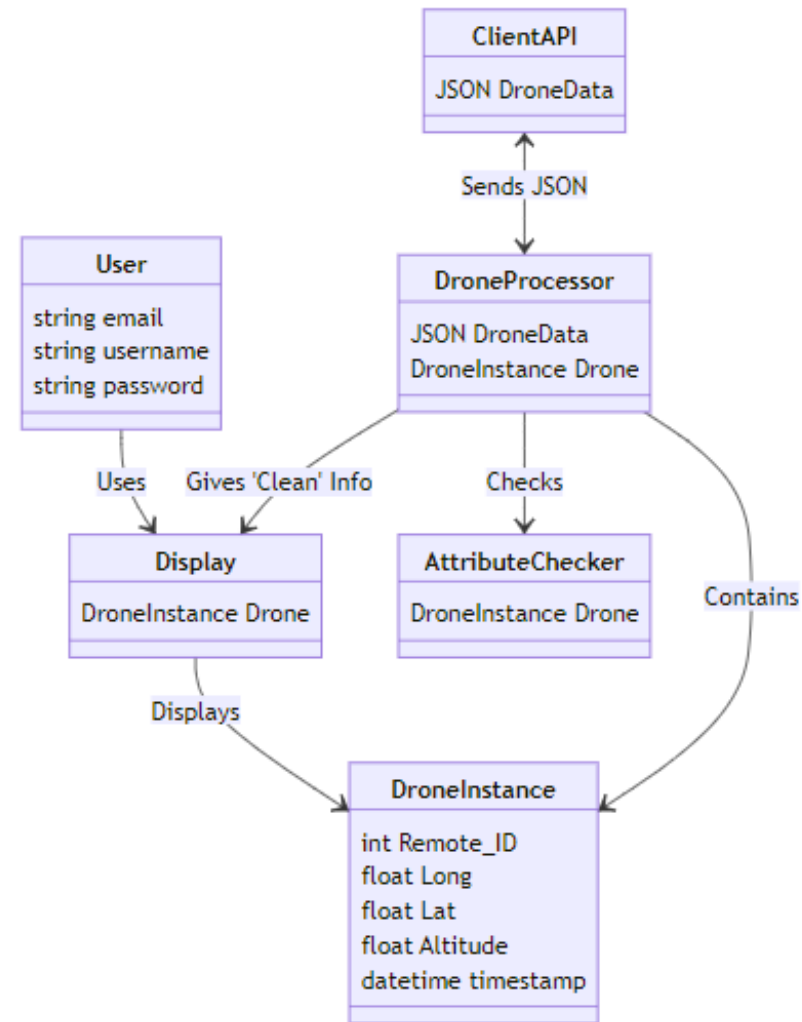 ClientAPI
JSON DroneData
Sends JSON
User
string email
string username
string password
DroneProcessor
JSON DroneData
DroneInstance Drone
Uses
Gives 'Clean' Info
Checks
Contains
Display
DroneInstance Drone
AttributeChecker
DroneInstance Drone
Displays
DroneInstance
int Remote_ID
float Long
float Lat
float Altitude
datetime timestamp